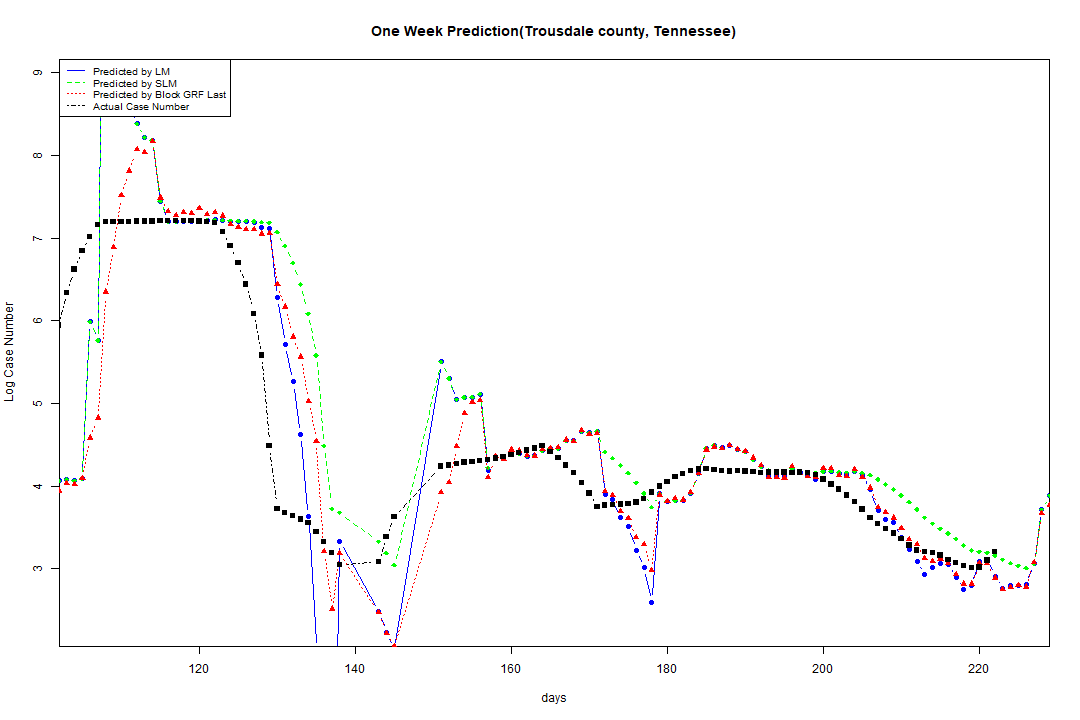 One Week Prediction(Trousdale county, Tennessee)
Predicted by LM
Predicted by SLM
Predicted by Block GRF Last
Actual Case Number
9
8
7
6
5
4
3
Log Case Number
120 140 160 180 200 220
days